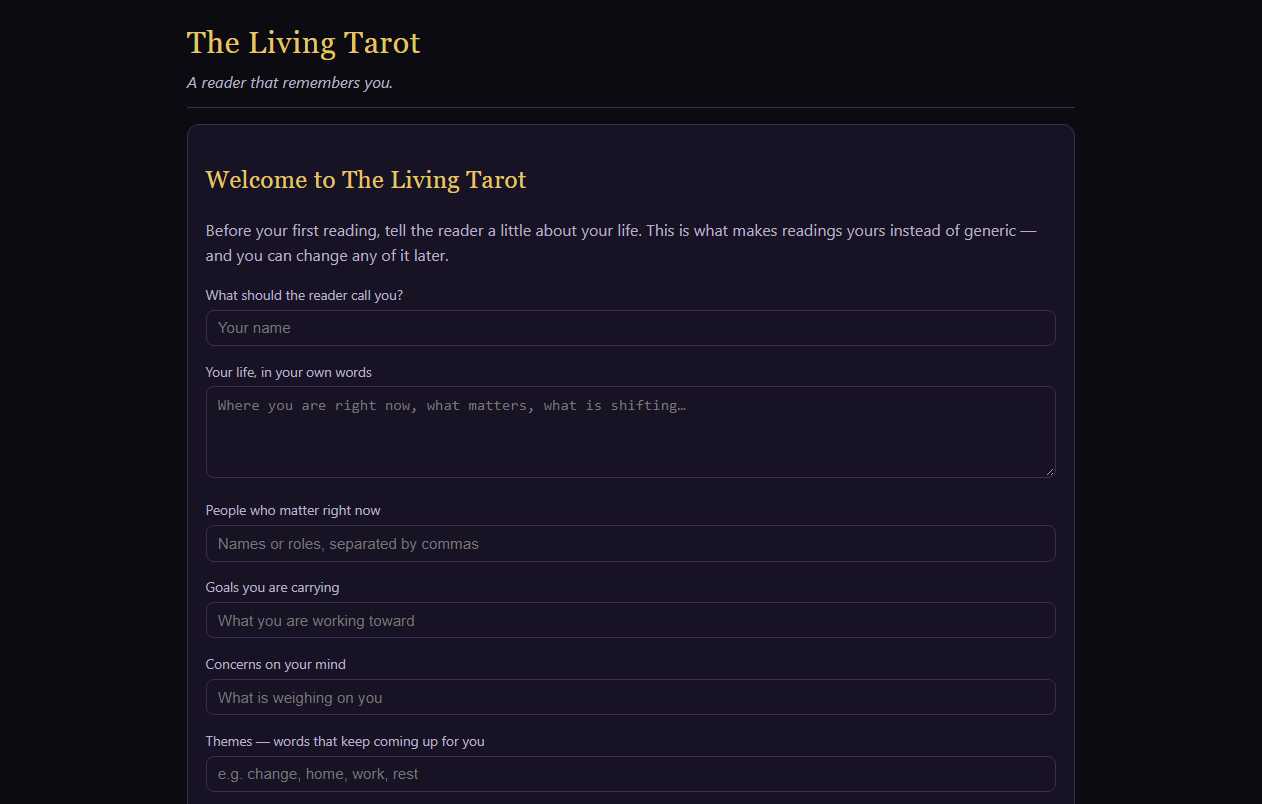 The Living Tarot
A reader that remembers you.
Welcome to The Living Tarot
Before your first reading, tell the reader a little about your life. This is what makes readings yours instead of generic —
and you can change any of it later.
What should the reader call you?
Your name
Your life, in your own words
Where you are right now, what matters, what is shifting…
People who matter right now
Names or roles, separated by commas
Goals you are carrying
What you are working toward
Concerns on your mind
What is weighing on you
Themes — words that keep coming up for you
e.g. change, home, work, rest